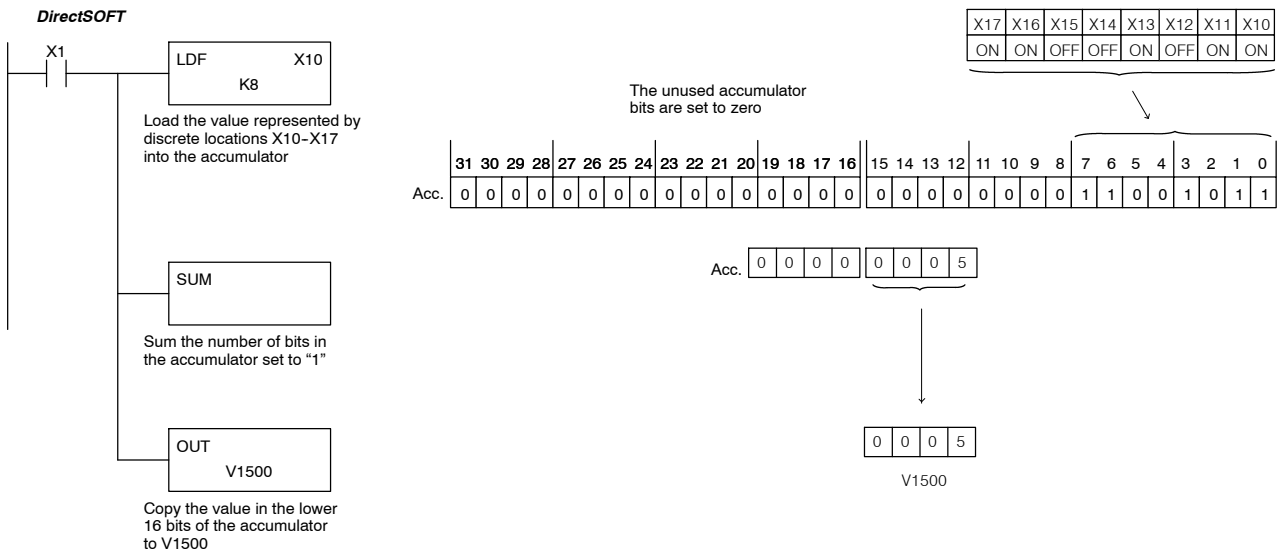 DirectSOFT
X1
LDF X10
K8
Load the value represented by
discrete locations X10-X17
into the accumulator
X17 X16 X15 X14 X13 X12 X11 X10
ON ON OFF OFF ON OFF ON ON
The unused accumulator
bits are set to zero
31 30 29 28 27 26 25 24 23 22 21 20 19 18 17 16 15 14 13 12 11 10 9 8 7 6 5 4 3 2 1 0
Acc. 0 0 0 0 0 0 0 0 0 0 0 0 0 0 0 0 0 0 0 0 0 0 0 0 1 1 0 0 1 0 1 1
Acc. 0 0 0 0 0 0 0 5
SUM
Sum the number of bits in
the accumulator set to “1”
OUT
V1500
Copy the value in the lower
16 bits of the accumulator
to V1500
0 0 0 5
V1500